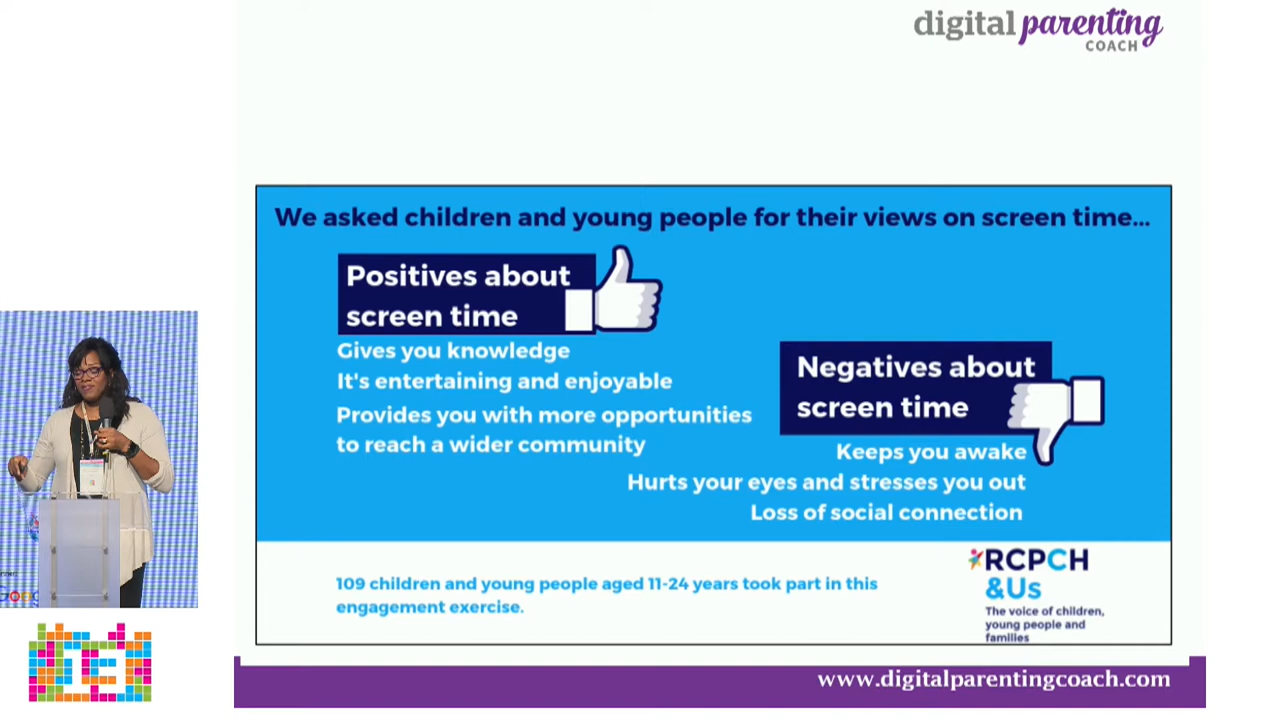 digital parenting
COACH
We asked children and young people for their views on screen time...
Positives about
screen time
Gives you knowledge
It's entertaining and enjoyable
Provides you with more opportunities
to reach a wider community
Negatives about
screen time
Keeps you awake
Hurts your eyes and stresses you out
Loss of social connection
109 children and young people aged 11-24 years took part in this
engagement exercise.
RCPCH
&Us
The voice of children,
young people and
families
www.digitalparentingcoach.com